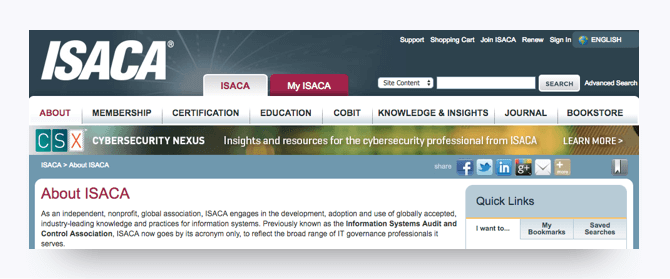 Support Shopping Cart Join ISACA Renew Sign In ENGLISH
ISACA®
ISACA My ISACA
Site Content SEARCH Advanced Search
ABOUT MEMBERSHIP CERTIFICATION EDUCATION COBIT KNOWLEDGE & INSIGHTS JOURNAL BOOKSTORE
CSX CYBERSECURITY NEXUS Insights and resources for the cybersecurity professional from ISACA LEARN MORE >
ISACA > About ISACA share f in g+ + more
About ISACA
As an independent, nonprofit, global association, ISACA engages in the development, adoption and use of globally accepted,
industry-leading knowledge and practices for information systems. Previously known as the Information Systems Audit and
Control Association, ISACA now goes by its acronym only, to reflect the broad range of IT governance professionals it
serves.
Quick Links
I want to... My Bookmarks Saved Searches